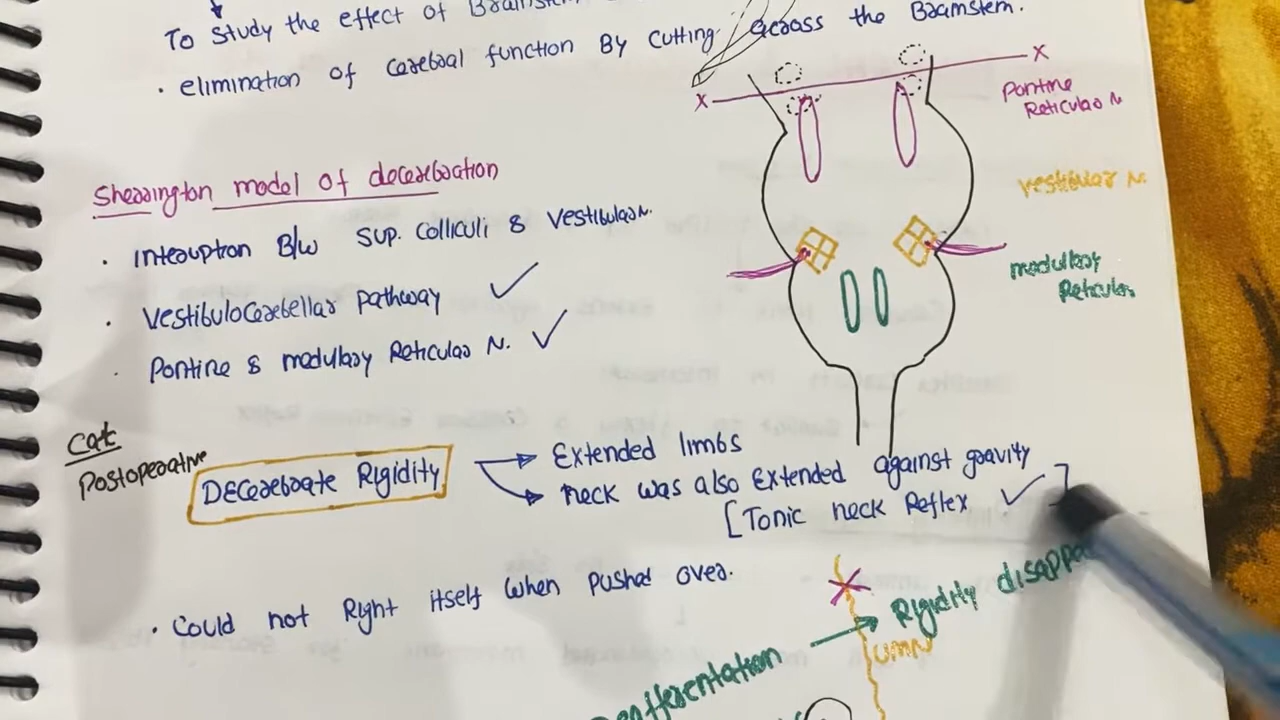 To study the effect of Brainstem
• elimination of cerebral function By cutting across the Brainstem.
x x
Pontine
Reticular N
Sherrington model of decerebration
vestibular N.
• Interruption B/w Sup. Colliculi & Vestibular N.
medullary
Reticular
• Vestibulocerebellar Pathway ✓
• Pontine & medullary Reticular N. ✓
Cat
Postoperative
DECerebrate Rigidity
Extended limbs
neck was also Extended against gravity
[Tonic neck Reflex ✓ ]
• Could not Right itself when pushed over.
Rigidity
UMN